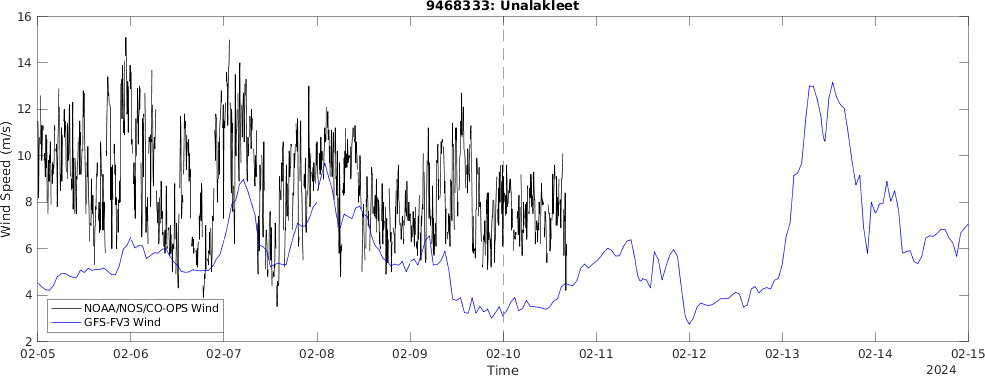 9468333: Unalakleet
16
14
12
10
8
6
4
2
Wind Speed (m/s)
NOAA/NOS/CO-OPS Wind
GFS-FV3 Wind
02-05 02-06 02-07 02-08 02-09 02-10 02-11 02-12 02-13 02-14 02-15
Time
2024